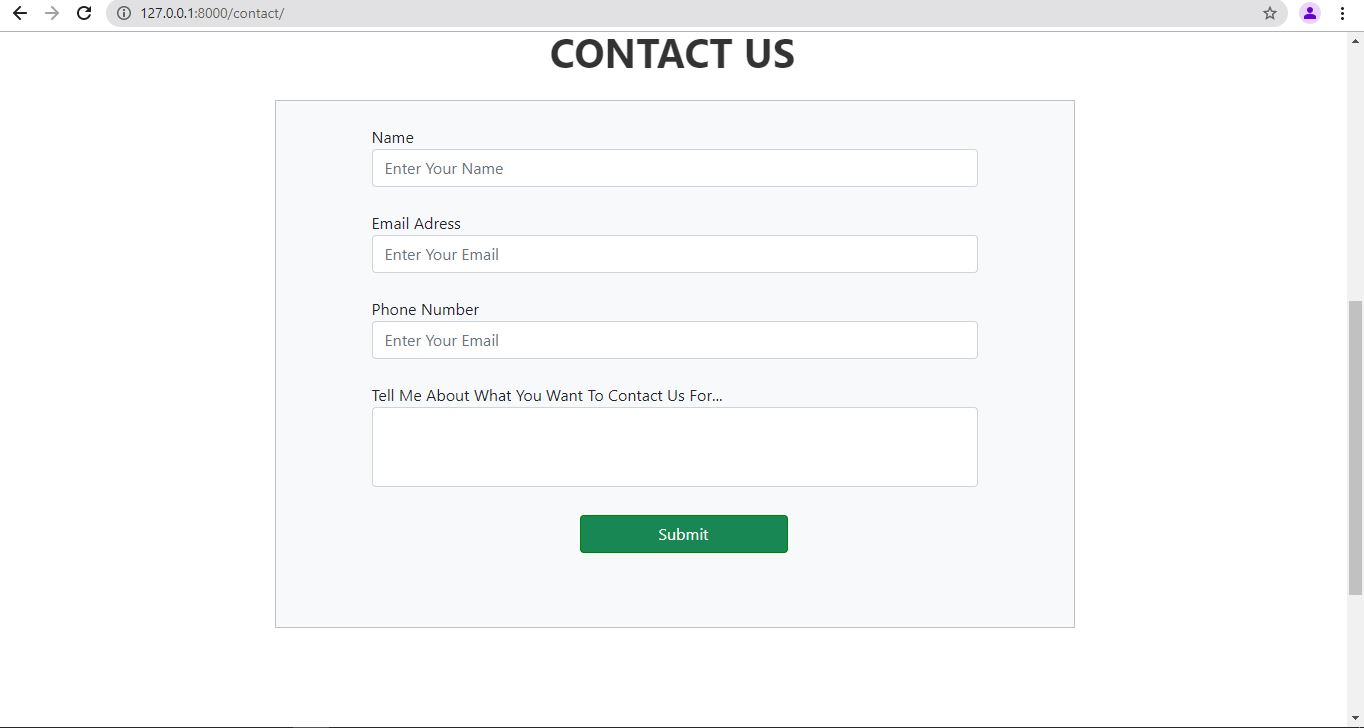 127.0.0.1:8000/contact/
CONTACT US
Name
Enter Your Name
Email Adress
Enter Your Email
Phone Number
Enter Your Email
Tell Me About What You Want To Contact Us For...
Submit